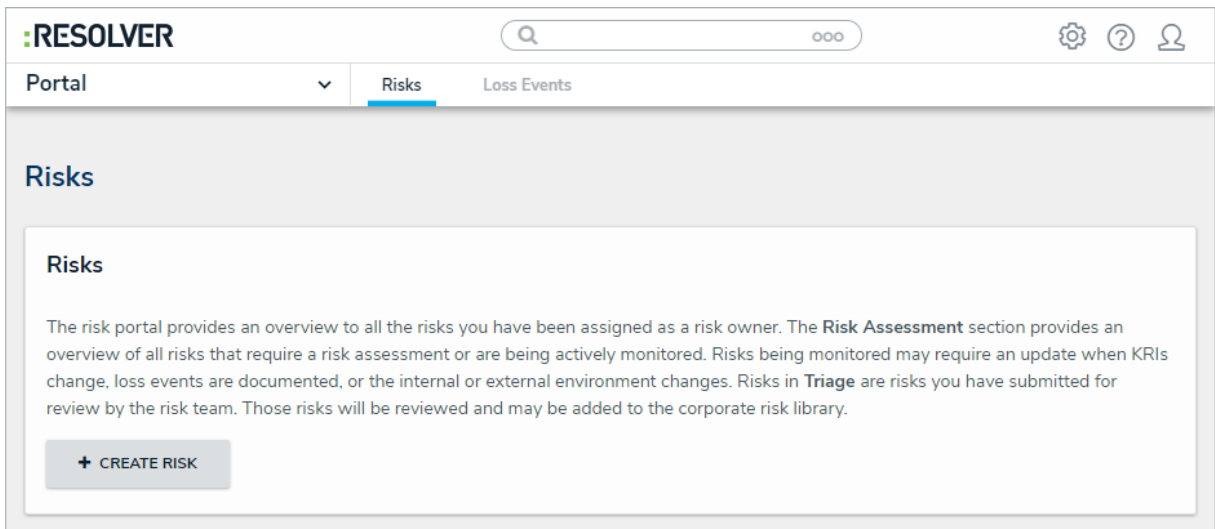 :RESOLVER
ooo
Portal
Risks
Loss Events
Risks
Risks
The risk portal provides an overview to all the risks you have been assigned as a risk owner. The Risk Assessment section provides an
overview of all risks that require a risk assessment or are being actively monitored. Risks being monitored may require an update when KRIs
change, loss events are documented, or the internal or external environment changes. Risks in Triage are risks you have submitted for
review by the risk team. Those risks will be reviewed and may be added to the corporate risk library.
+ CREATE RISK